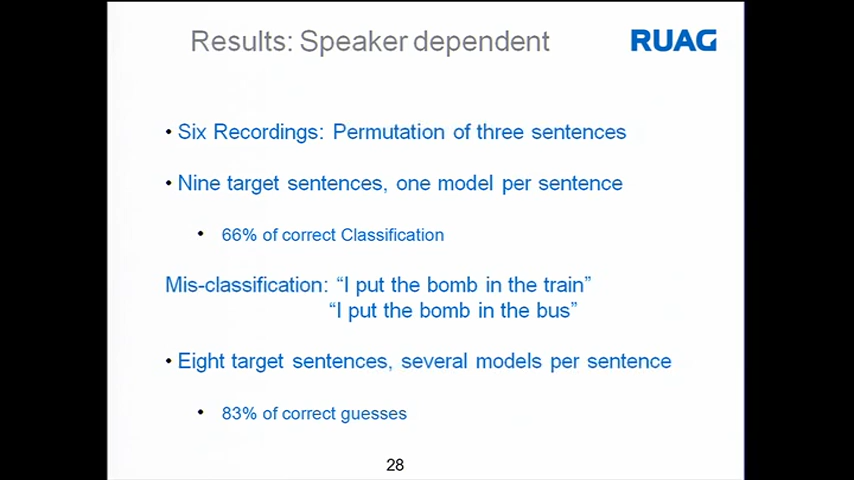 Results: Speaker dependent
RUAG
• Six Recordings: Permutation of three sentences
• Nine target sentences, one model per sentence
• 66% of correct Classification
Mis-classification: “I put the bomb in the train”
“I put the bomb in the bus”
• Eight target sentences, several models per sentence
• 83% of correct guesses
28